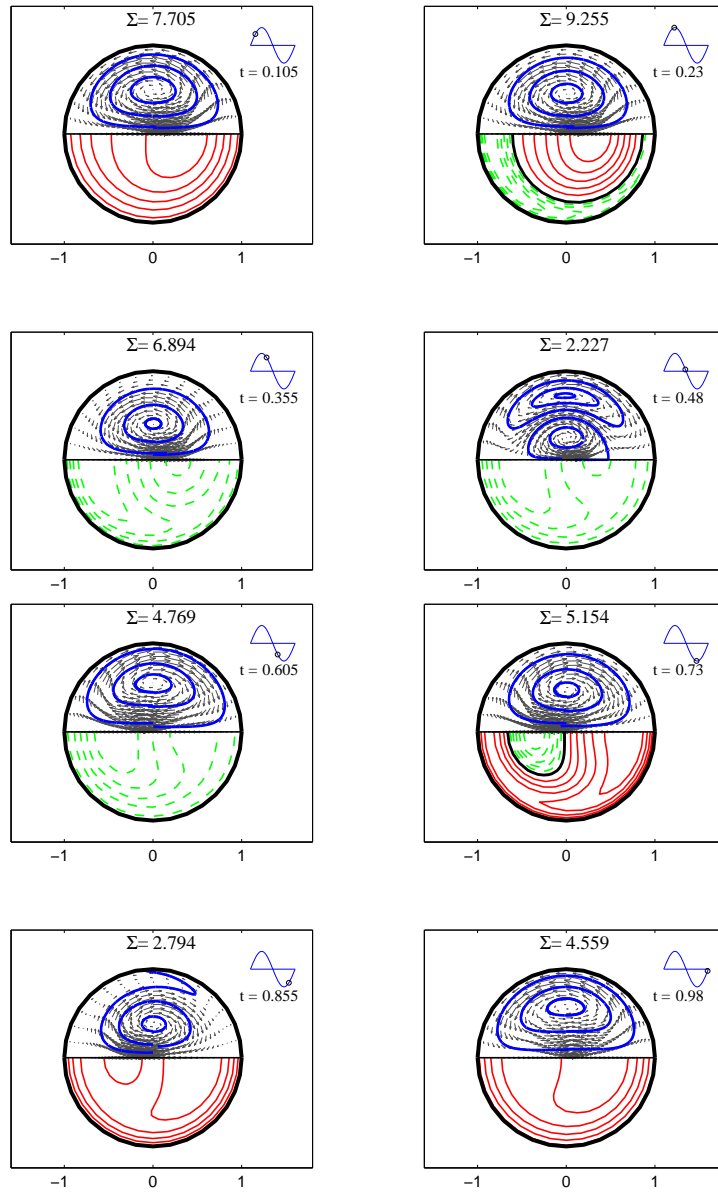 Σ= 7.705
t = 0.105
−1 0 1
Σ= 9.255
t = 0.23
−1 0 1
Σ= 6.894
t = 0.355
−1 0 1
Σ= 2.227
t = 0.48
−1 0 1
Σ= 4.769
t = 0.605
−1 0 1
Σ= 5.154
t = 0.73
−1 0 1
Σ= 2.794
t = 0.855
−1 0 1
Σ= 4.559
t = 0.98
−1 0 1